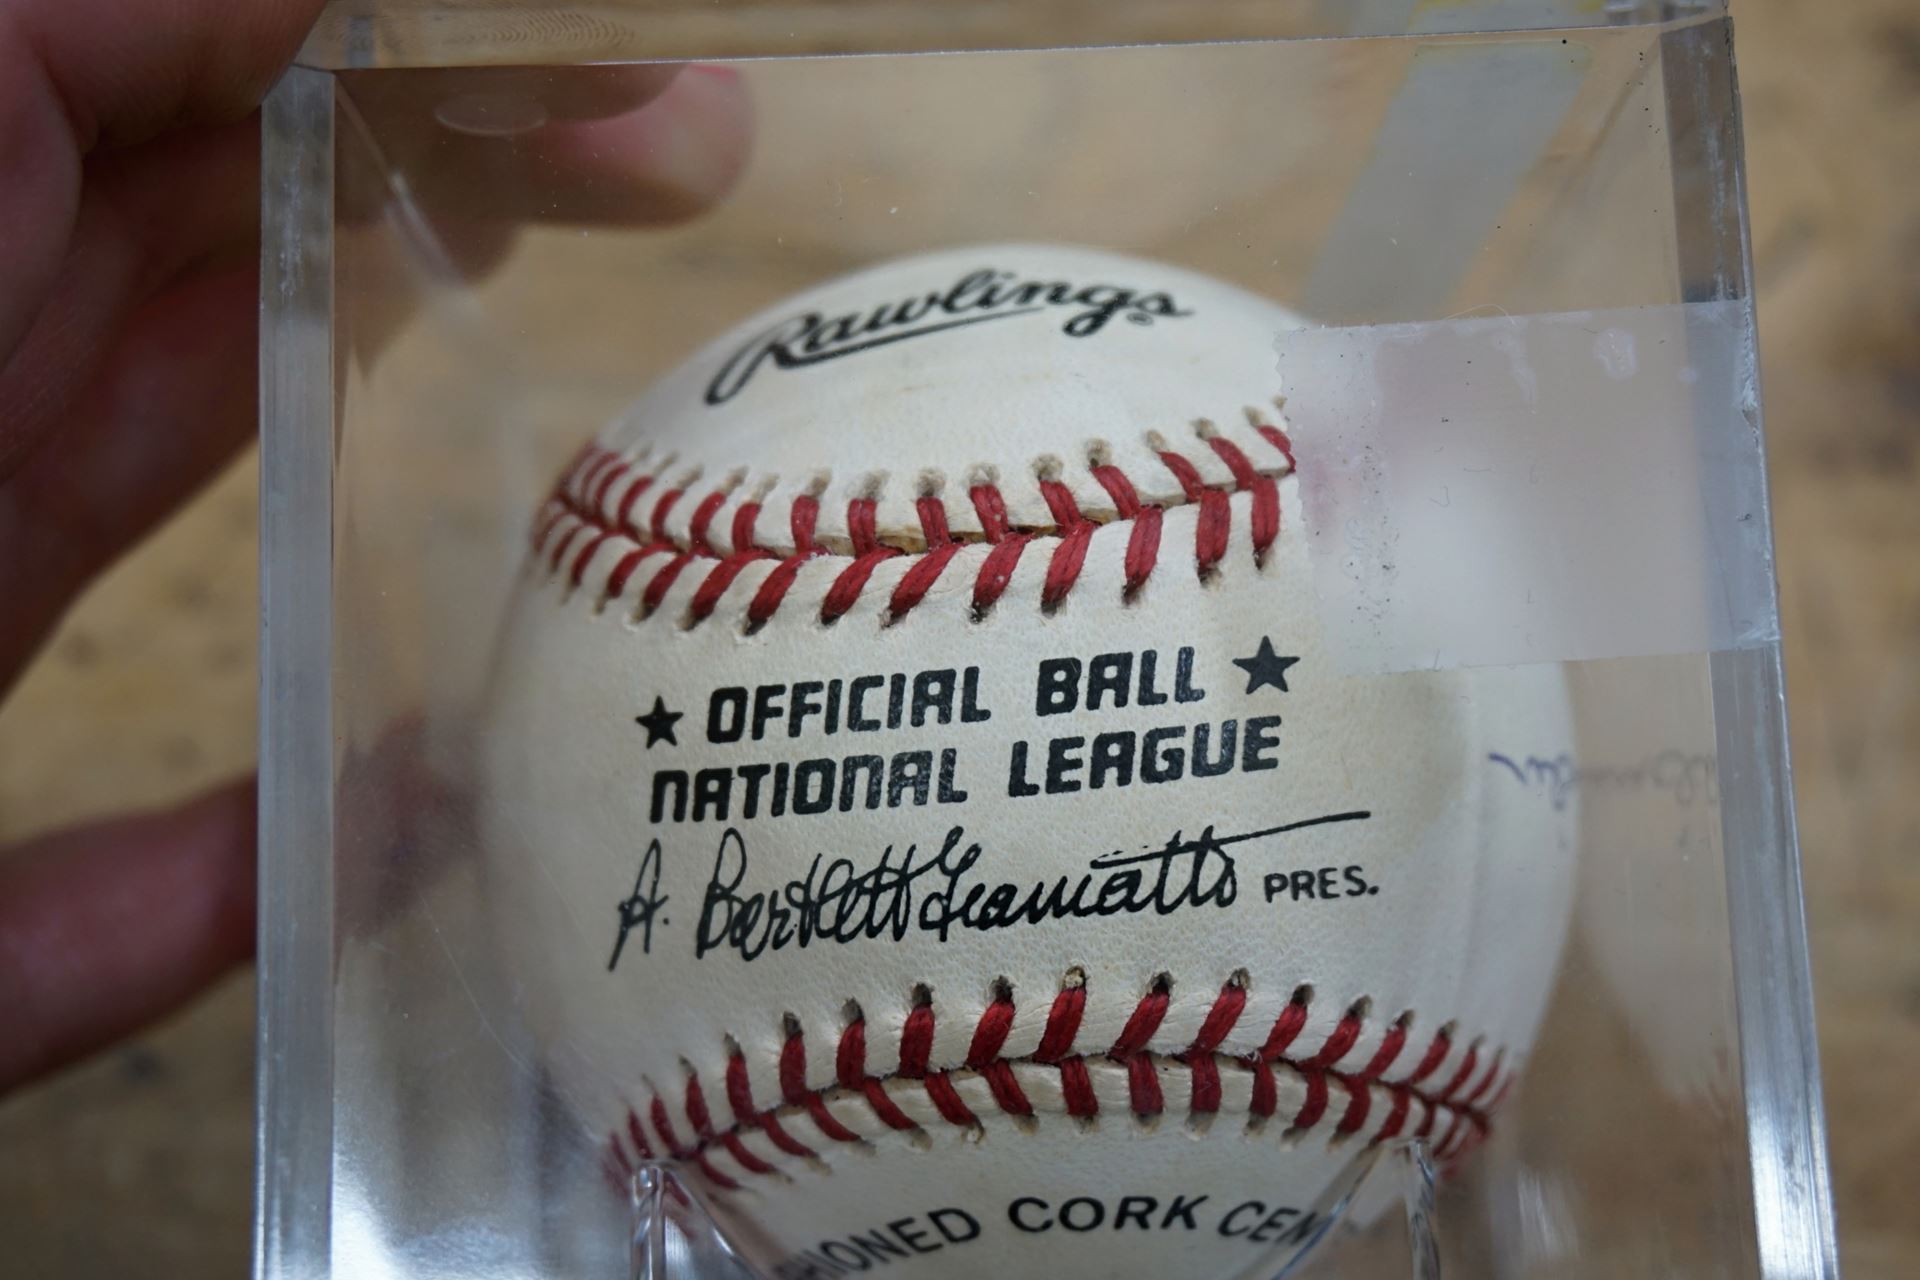 Rawlings®
★ OFFICIAL BALL ★
NATIONAL LEAGUE
A. Bartlett Giamatti PRES.
CORK